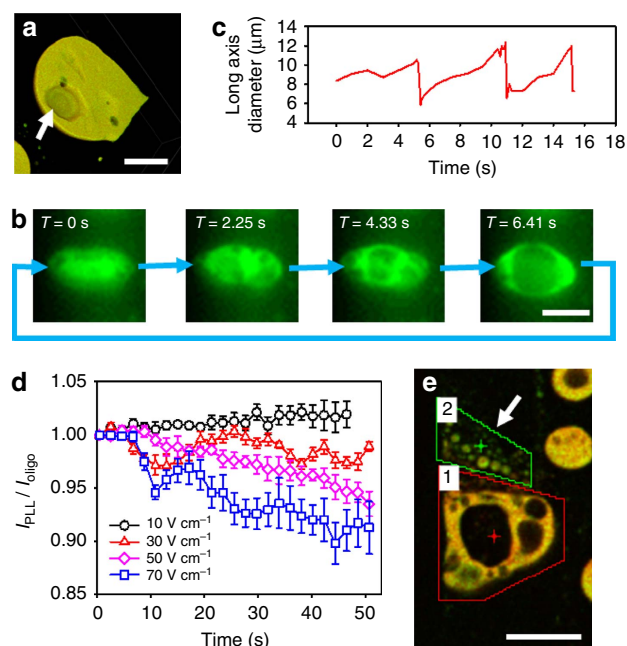 a
c
Long axis
diameter (μm)
14
12
10
8
6
4
0 2 4 6 8 10 12 14 16 18
Time (s)
b
T = 0 s
T = 2.25 s
T = 4.33 s
T = 6.41 s
d
I_PLL / I_oligo
1.05
1.00
0.95
0.90
0.85
10 V cm⁻¹
30 V cm⁻¹
50 V cm⁻¹
70 V cm⁻¹
0 10 20 30 40 50
Time (s)
e
2
1